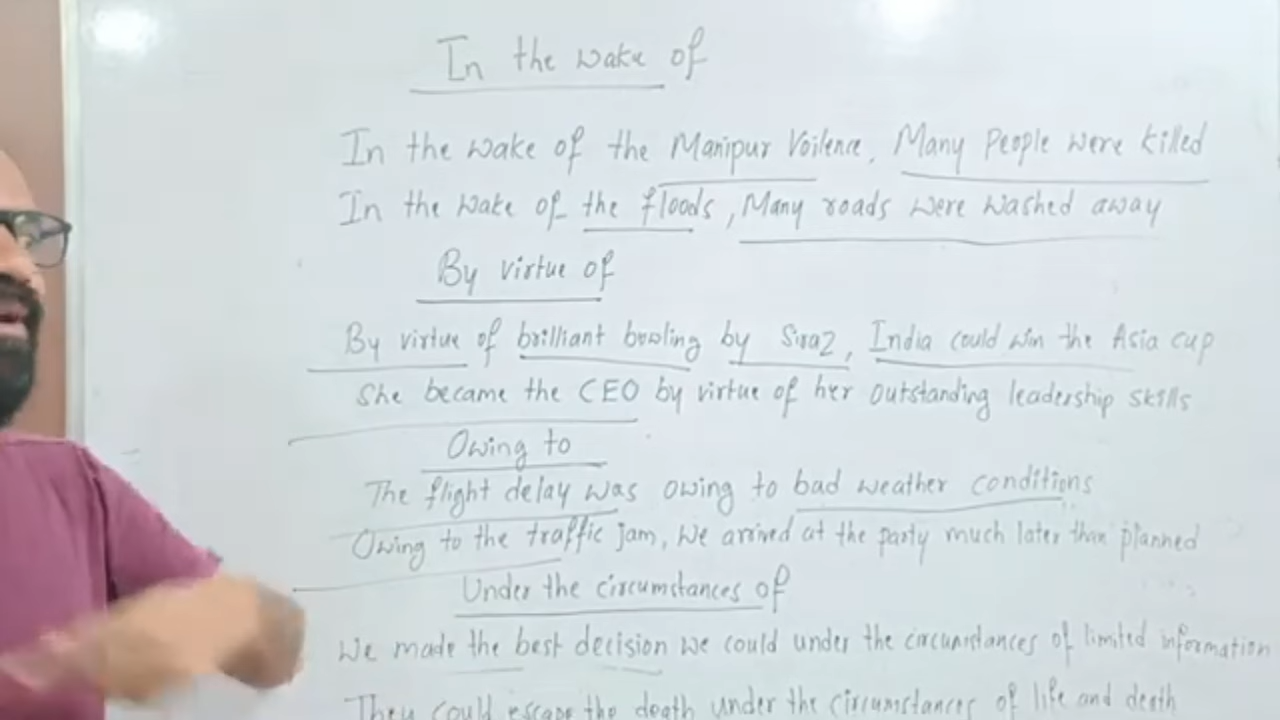 In the wake of
In the wake of the Manipur Voilence, Many People were killed
In the wake of the floods, Many roads were washed away
By virtue of
By virtue of brilliant bowling by Siraz, India could win the Asia cup
She became the CEO by virtue of her outstanding leadership skills
Owing to
The flight delay was owing to bad weather conditions
Owing to the traffic jam, we arrived at the party much later than planned
Under the circumstances of
We made the best decision we could under the circumstances of limited information
They could escape the death under the circumstances of life and death